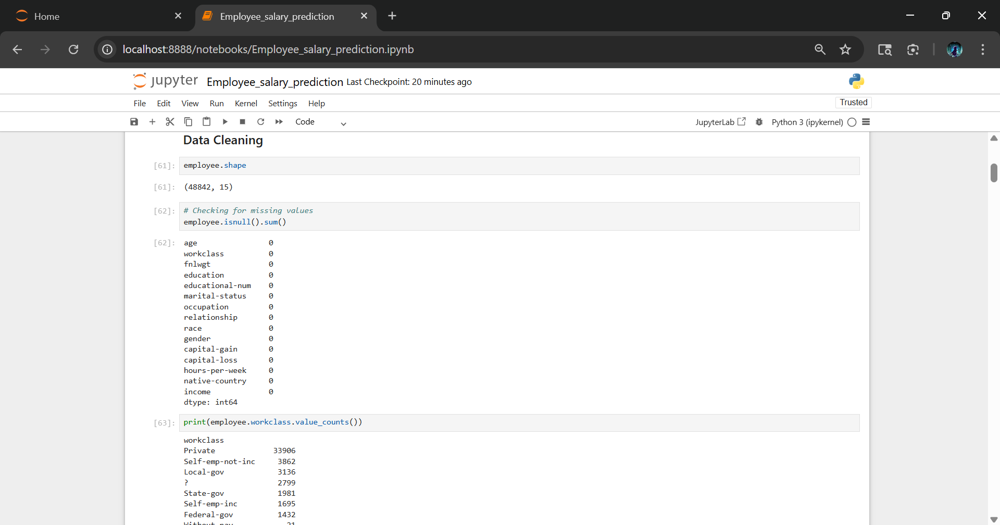 Home
Employee_salary_prediction
localhost:8888/notebooks/Employee_salary_prediction.ipynb
jupyter Employee_salary_prediction Last Checkpoint: 20 minutes ago
File Edit View Run Kernel Settings Help
Trusted
Code
JupyterLab
Python 3 (ipykernel)
Data Cleaning
[61]: employee.shape
[61]: (48842, 15)
[62]: # Checking for missing values
employee.isnull().sum()
[62]: age 0
workclass 0
fnlwgt 0
education 0
educational-num 0
marital-status 0
occupation 0
relationship 0
race 0
gender 0
capital-gain 0
capital-loss 0
hours-per-week 0
native-country 0
income 0
dtype: int64
[63]: print(employee.workclass.value_counts())
workclass
Private 33906
Self-emp-not-inc 3862
Local-gov 3136
? 2799
State-gov 1981
Self-emp-inc 1695
Federal-gov 1432
Without-pay 21